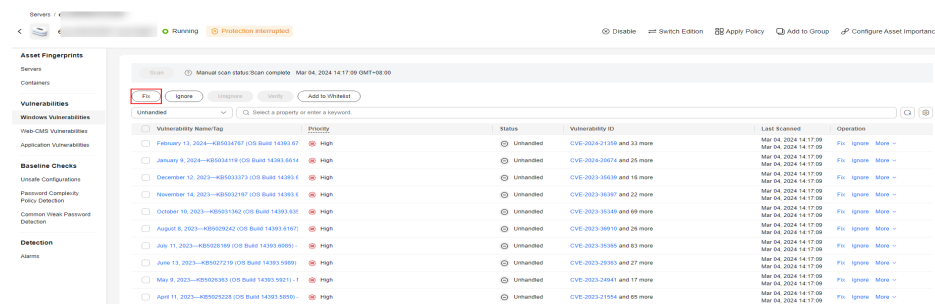 Servers /
Running Protection Interrupted Disable Switch Edition Apply Policy Add to Group Configure Asset Importanc
Asset Fingerprints
Servers
Containers
Vulnerabilities
Windows Vulnerabilities
Web-CMS Vulnerabilities
Application Vulnerabilities
Baseline Checks
Unsafe Configurations
Password Complexity
Policy Detection
Common Weak Password
Detection
Detection
Alarms
Scan Manual scan status:Scan complete Mar 04, 2024 14:17:09 GMT+08:00
Fix Ignore Unignore Verify Add to Whitelist
Unhandled Select a property or enter a keyword.
Vulnerability Name/Tag Priority Status Vulnerability ID Last Scanned Operation
February 13, 2024—KB5034767 (OS Build 14393.67 High Unhandled CVE-2024-21359 and 33 more Mar 04, 2024 14:17:09 Fix Ignore More
Mar 04, 2024 14:17:09
January 9, 2024—KB5034119 (OS Build 14393.6614 High Unhandled CVE-2024-20674 and 25 more Mar 04, 2024 14:17:09 Fix Ignore More
Mar 04, 2024 14:17:09
December 12, 2023—KB5033373 (OS Build 14393.6 High Unhandled CVE-2023-35639 and 16 more Mar 04, 2024 14:17:09 Fix Ignore More
Mar 04, 2024 14:17:09
November 14, 2023—KB5032197 (OS Build 14393.6 High Unhandled CVE-2023-36397 and 22 more Mar 04, 2024 14:17:09 Fix Ignore More
Mar 04, 2024 14:17:09
October 10, 2023—KB5031362 (OS Build 14393.635 High Unhandled CVE-2023-35349 and 69 more Mar 04, 2024 14:17:09 Fix Ignore More
Mar 04, 2024 14:17:09
August 8, 2023—KB5029242 (OS Build 14393.6167) High Unhandled CVE-2023-38910 and 26 more Mar 04, 2024 14:17:09 Fix Ignore More
Mar 04, 2024 14:17:09
July 11, 2023—KB5028169 (OS Build 14393.6085) - High Unhandled CVE-2023-35365 and 83 more Mar 04, 2024 14:17:09 Fix Ignore More
Mar 04, 2024 14:17:09
June 13, 2023—KB5027219 (OS Build 14393.5989) High Unhandled CVE-2023-29363 and 27 more Mar 04, 2024 14:17:09 Fix Ignore More
Mar 04, 2024 14:17:09
May 9, 2023—KB5026363 (OS Build 14393.5921) - 1 High Unhandled CVE-2023-24941 and 17 more Mar 04, 2024 14:17:09 Fix Ignore More
Mar 04, 2024 14:17:09
April 11, 2023—KB5025228 (OS Build 14393.5850) - High Unhandled CVE-2023-21554 and 65 more Mar 04, 2024 14:17:09 Fix Ignore More
Mar 04, 2024 14:17:09